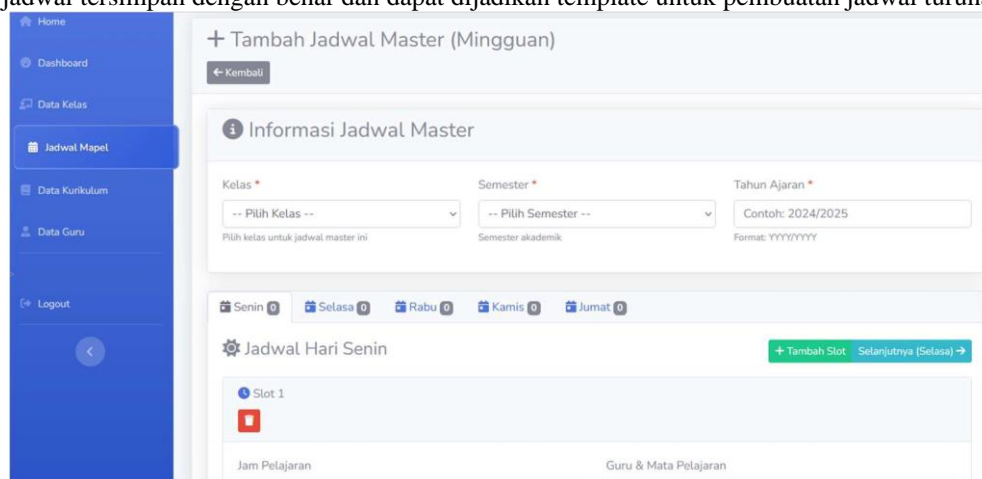 jadwal tersimpan dengan benar dan dapat dijadikan template untuk pembuatan jadwal
Home
Dashboard
Data Kelas
Jadwal Mapel
Data Kurikulum
Data Guru
Logout
+ Tambah Jadwal Master (Mingguan)
← Kembali
Informasi Jadwal Master
Kelas *
-- Pilih Kelas --
Pilih kelas untuk jadwal master ini
Semester *
-- Pilih Semester --
Semester akademik
Tahun Ajaran *
Contoh: 2024/2025
Format: YYYY/YYYY
Senin 0 Selasa 0 Rabu 0 Kamis 0 Jumat 0
Jadwal Hari Senin
+ Tambah Slot Selanjutnya (Selasa) →
Slot 1
Jam Pelajaran
Guru & Mata Pelajaran